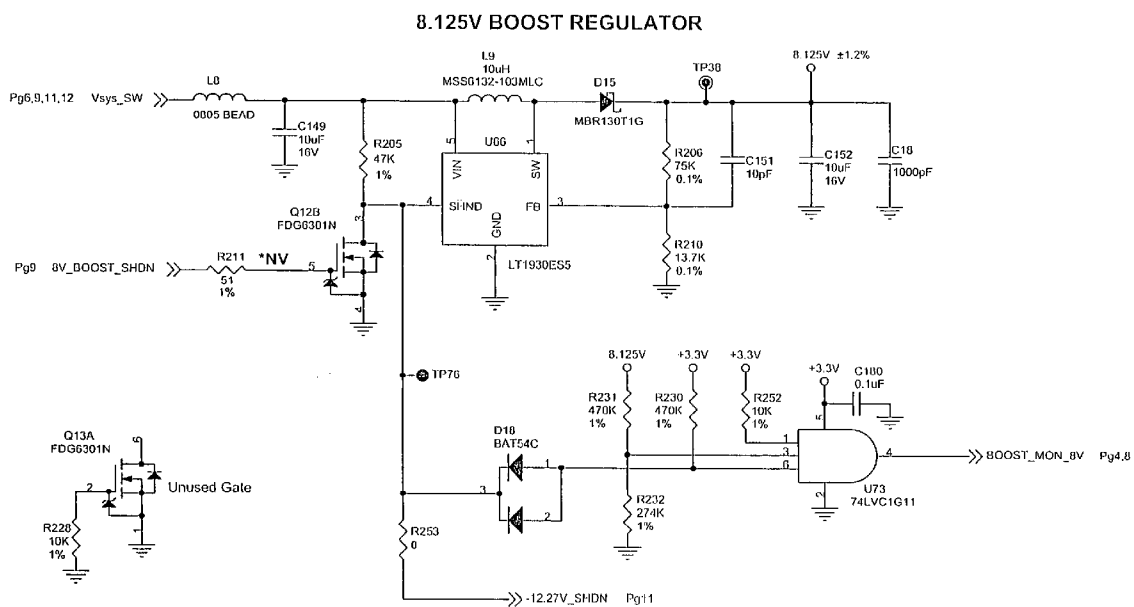 8.125V BOOST REGULATOR
Pg6,9,11,12 Vsys_SW
L8
0805 BEAD
C149
10uF
16V
R205
47K
1%
L9
10uH
MSS6132-103MLC
U66
5
VIN
1
SW
4
SHND
FB
3
GND
2
LT1930ES5
D15
MBR130T1G
TP38
8.125V ±1.2%
R206
75K
0.1%
C151
10pF
C152
10uF
16V
C18
1000pF
R210
13.7K
0.1%
Q12B
FDG6301N
3
5
4
Pg9 8V_BOOST_SHDN
R211
51
1%
*NV
TP76
Q13A
FDG6301N
6
2
1
Unused Gate
R228
10K
1%
D18
BAT54C
3
1
2
R253
0
-12.27V_SHDN Pg11
8.125V
R231
470K
1%
+3.3V
R230
470K
1%
+3.3V
R252
10K
1%
+3.3V
C180
0.1uF
5
1
3
6
4
2
U73
74LVC1G11
R232
274K
1%
BOOST_MON_8V Pg4,8